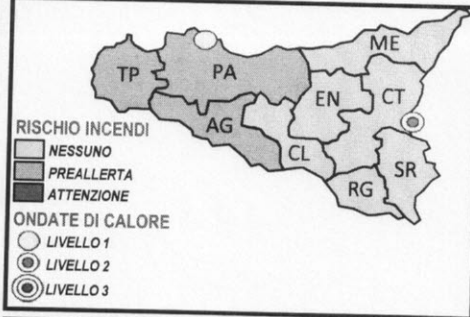 ME
TP
PA
EN
CT
AG
CL
SR
RG
RISCHIO INCENDI
NESSUNO
PREALLERTA
ATTENZIONE
ONDATE DI CALORE
LIVELLO 1
LIVELLO 2
LIVELLO 3